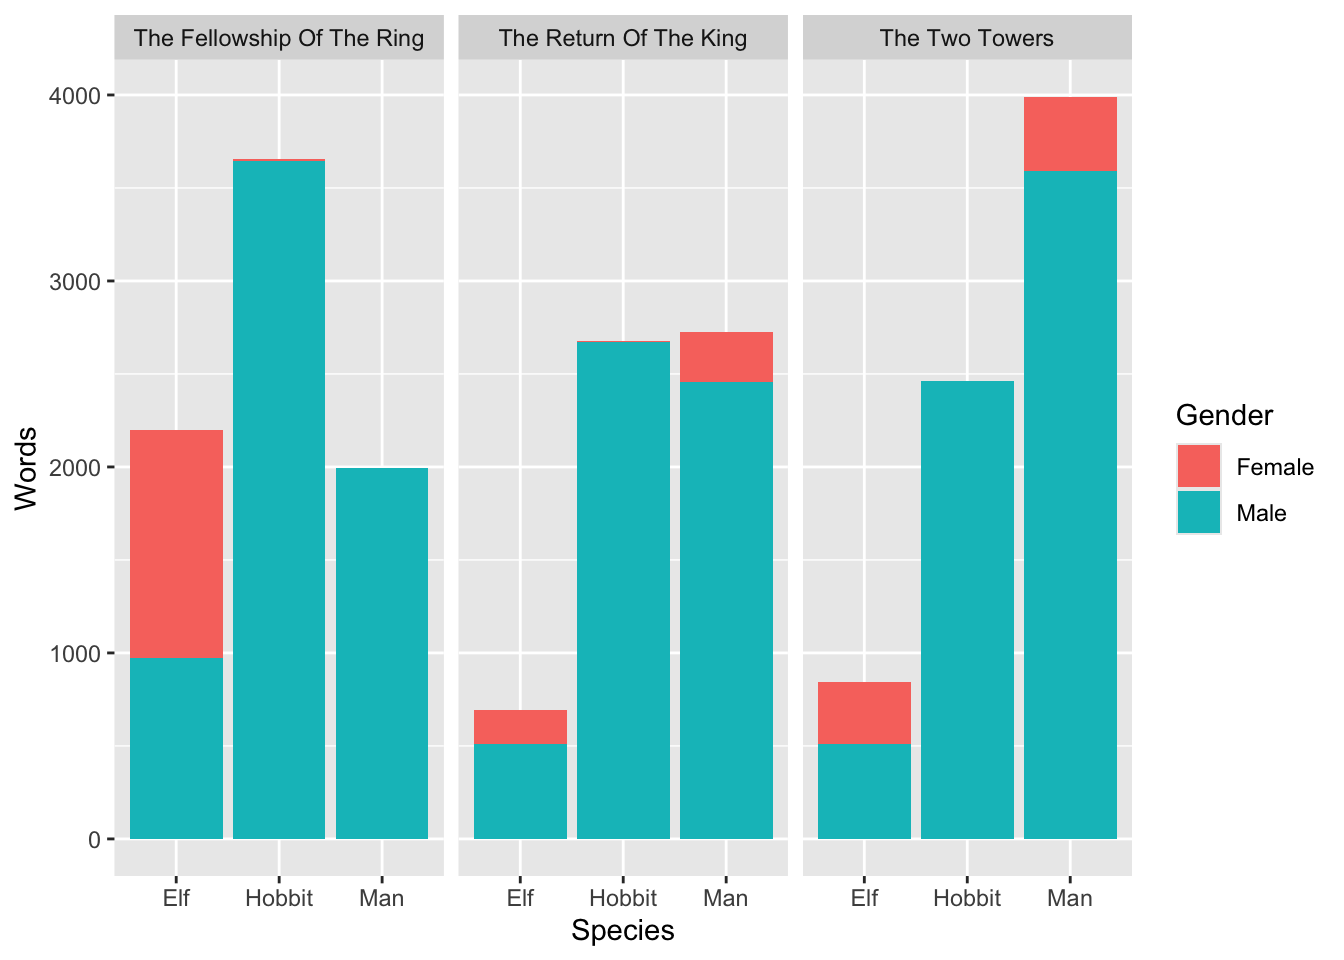 The Fellowship Of The Ring
The Return Of The King
The Two Towers
4000
3000
2000
1000
0
Words
Elf
Hobbit
Man
Elf
Hobbit
Man
Elf
Hobbit
Man
Species
Gender
Female
Male